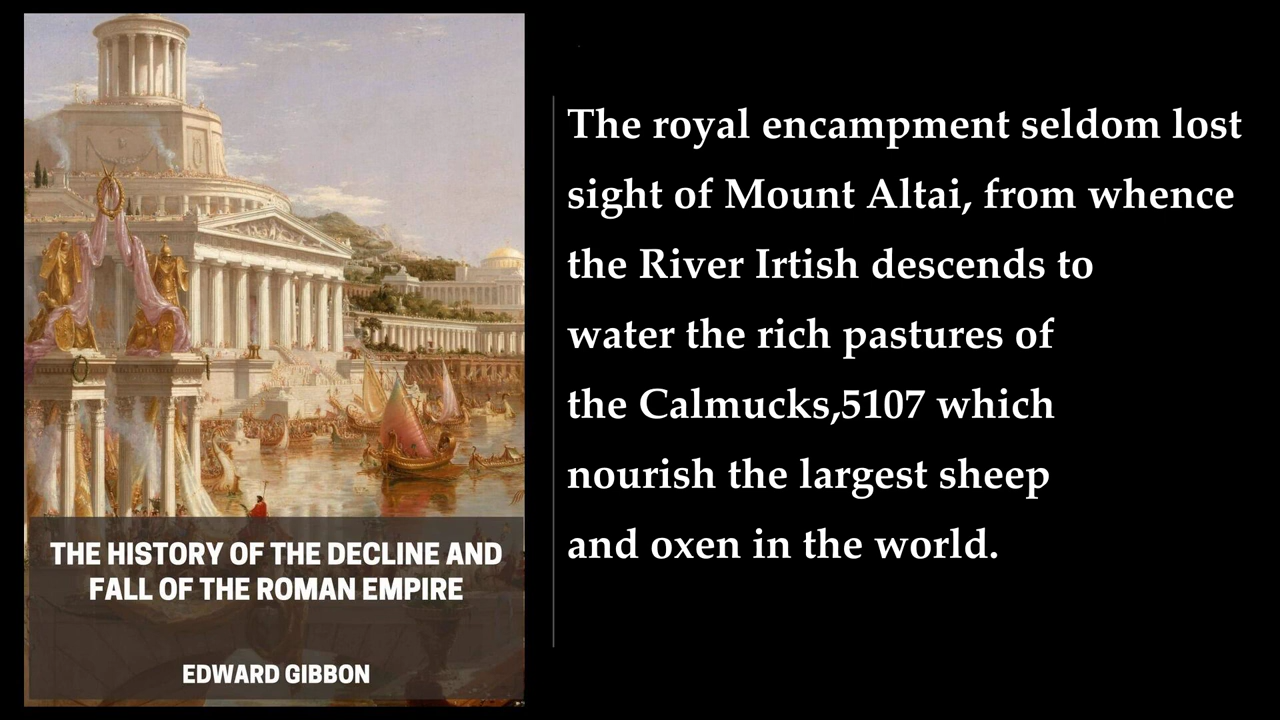 The royal encampment seldom lost
sight of Mount Altai, from whence
the River Irtish descends to
water the rich pastures of
the Calmucks,5107 which
nourish the largest sheep
and oxen in the world.
THE HISTORY OF THE DECLINE AND
FALL OF THE ROMAN EMPIRE
EDWARD GIBBON